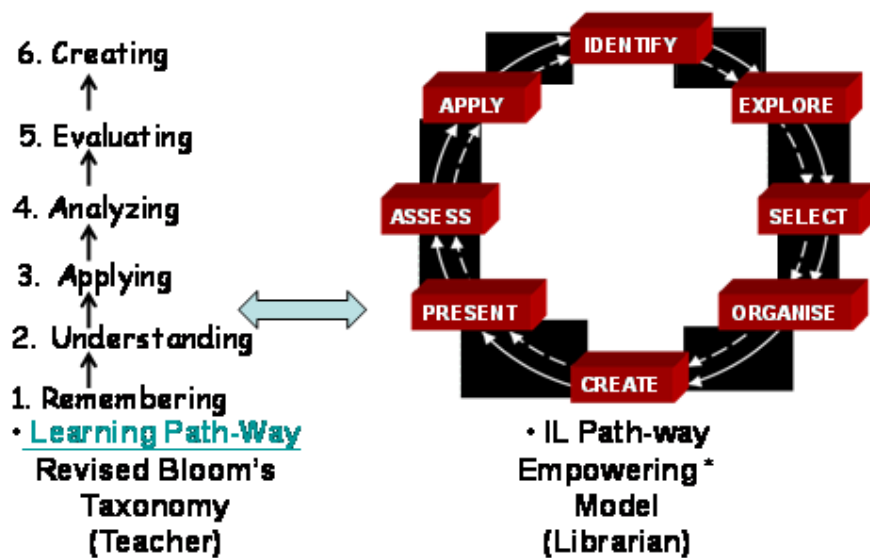 6. Creating
5. Evaluating
4. Analyzing
3. Applying
2. Understanding
1. Remembering
• Learning Path-Way
Revised Bloom's
Taxonomy
(Teacher)
IDENTIFY
EXPLORE
SELECT
ORGANISE
CREATE
PRESENT
ASSESS
APPLY
• IL Path-way
Empowering *
Model
(Librarian)